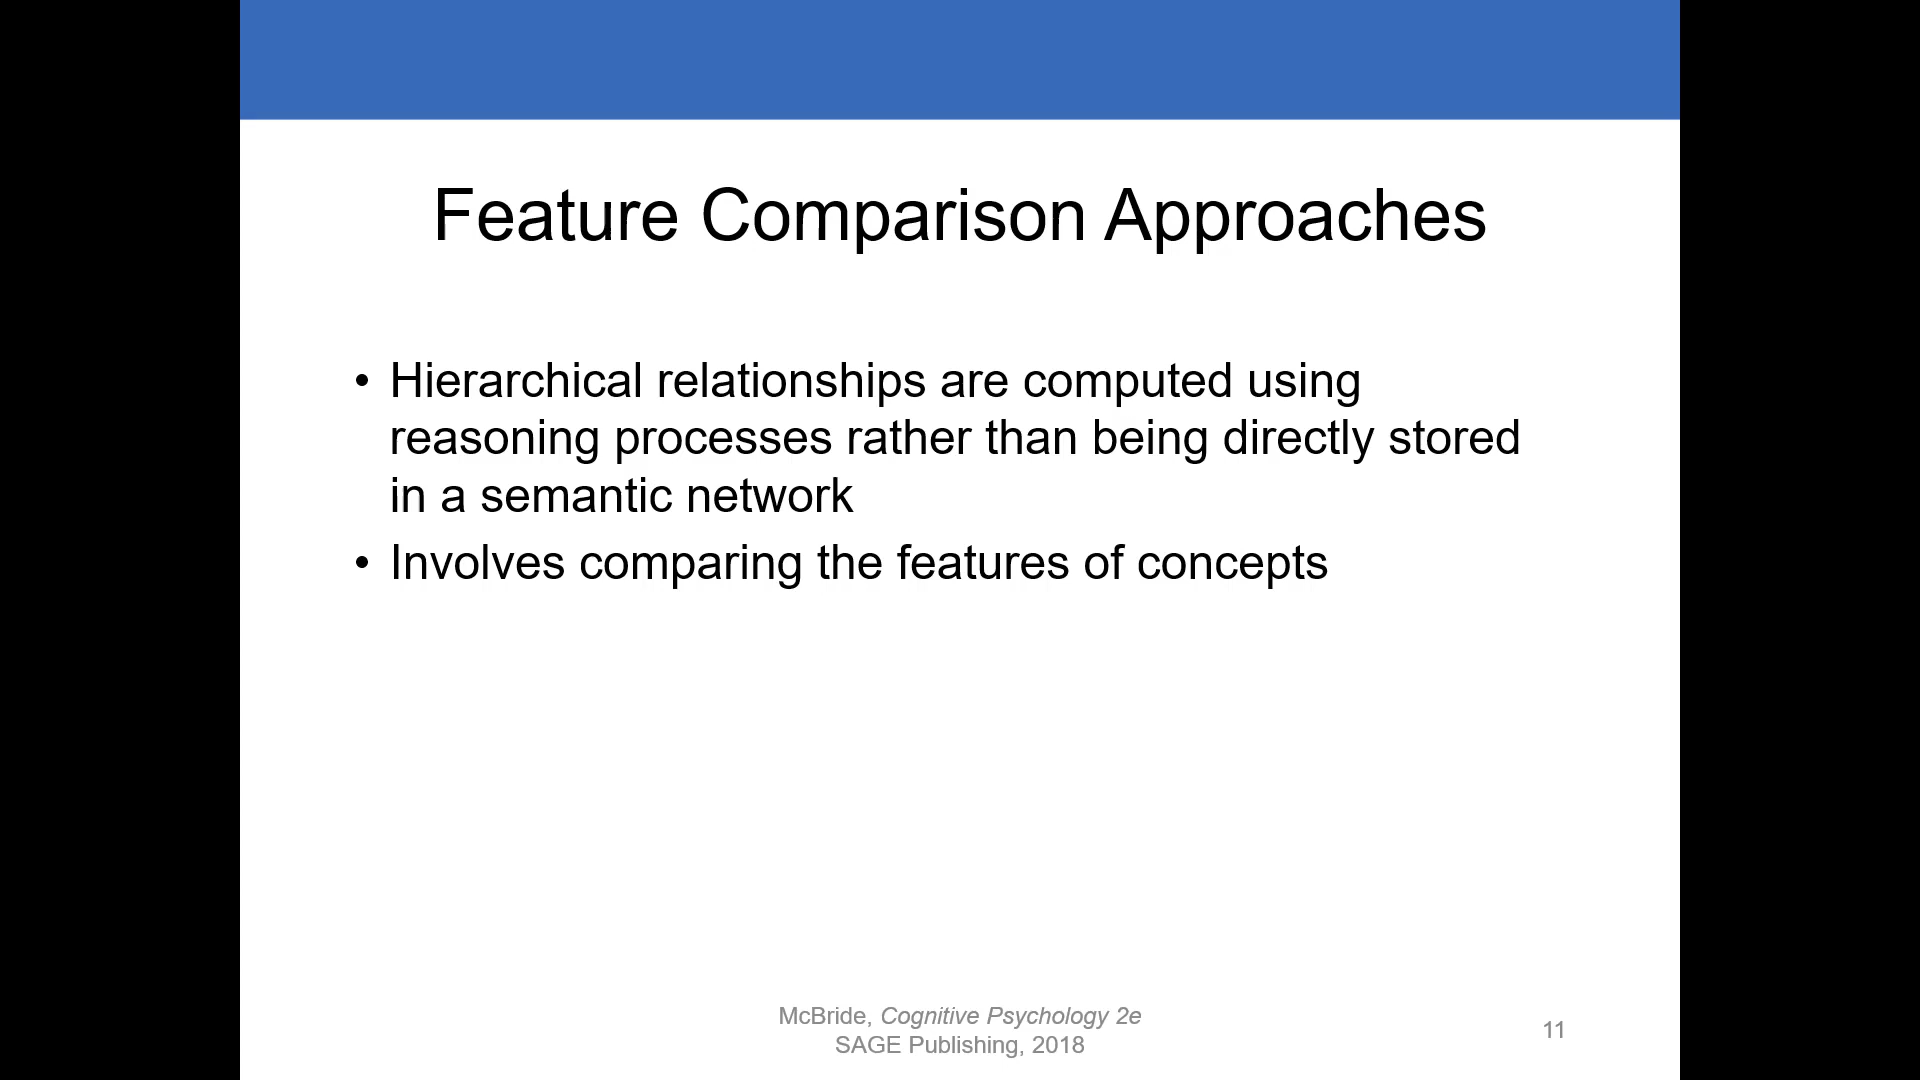 Feature Comparison Approaches
• Hierarchical relationships are computed using
reasoning processes rather than being directly stored
in a semantic network
• Involves comparing the features of concepts
McBride, Cognitive Psychology 2e
SAGE Publishing, 2018
11